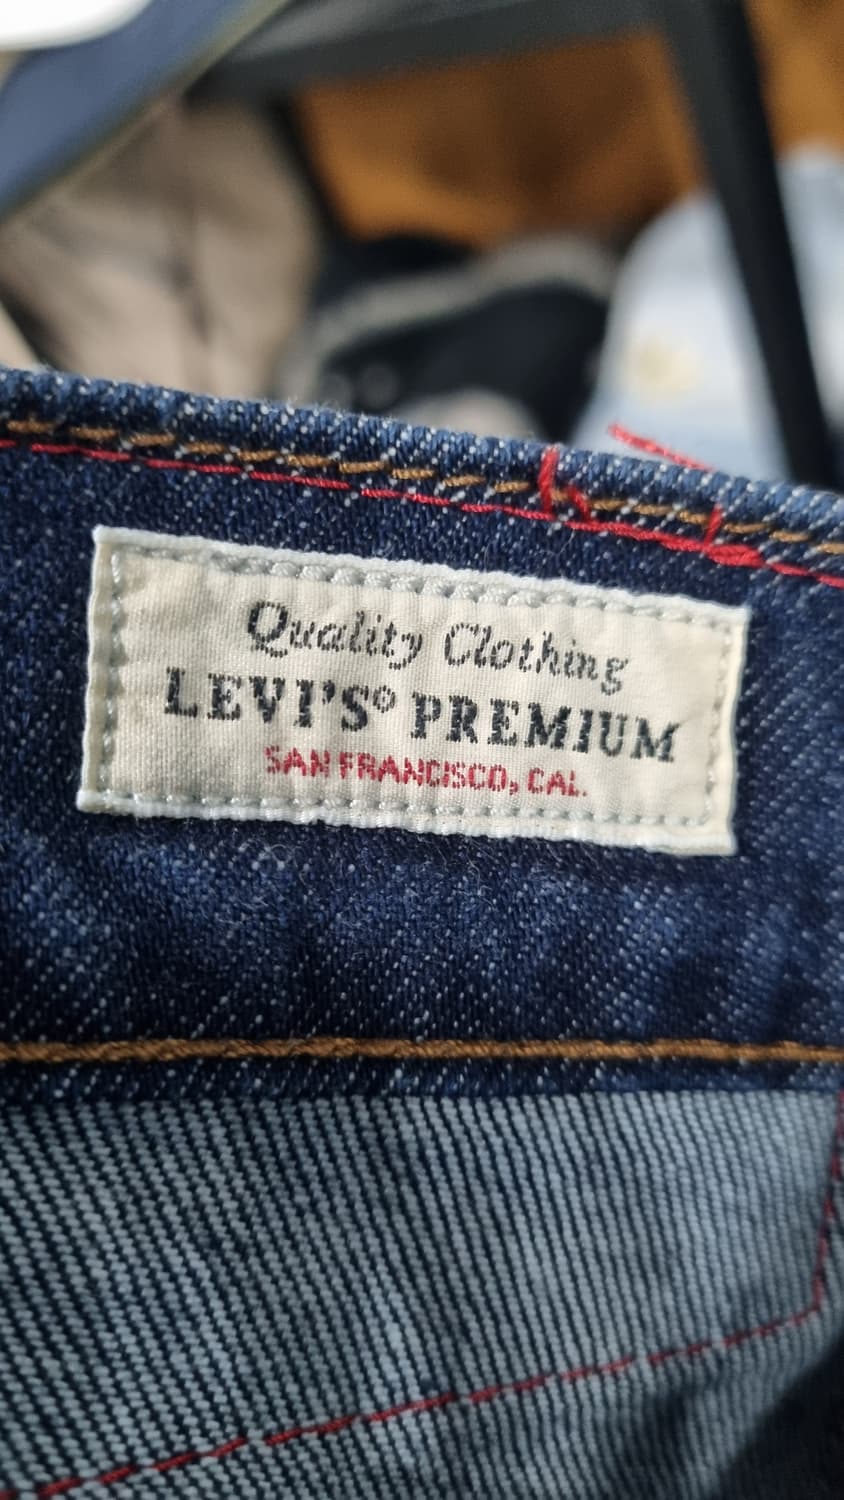 Quality Clothing
LEVI'S® PREMIUM
SAN FRANCISCO, CAL.